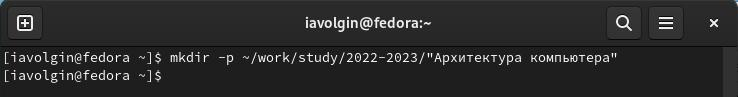 iavolgin@fedora:~
[iavolgin@fedora ~]$ mkdir -p ~/work/study/2022-2023/"Архитектура компьютера"
[iavolgin@fedora ~]$